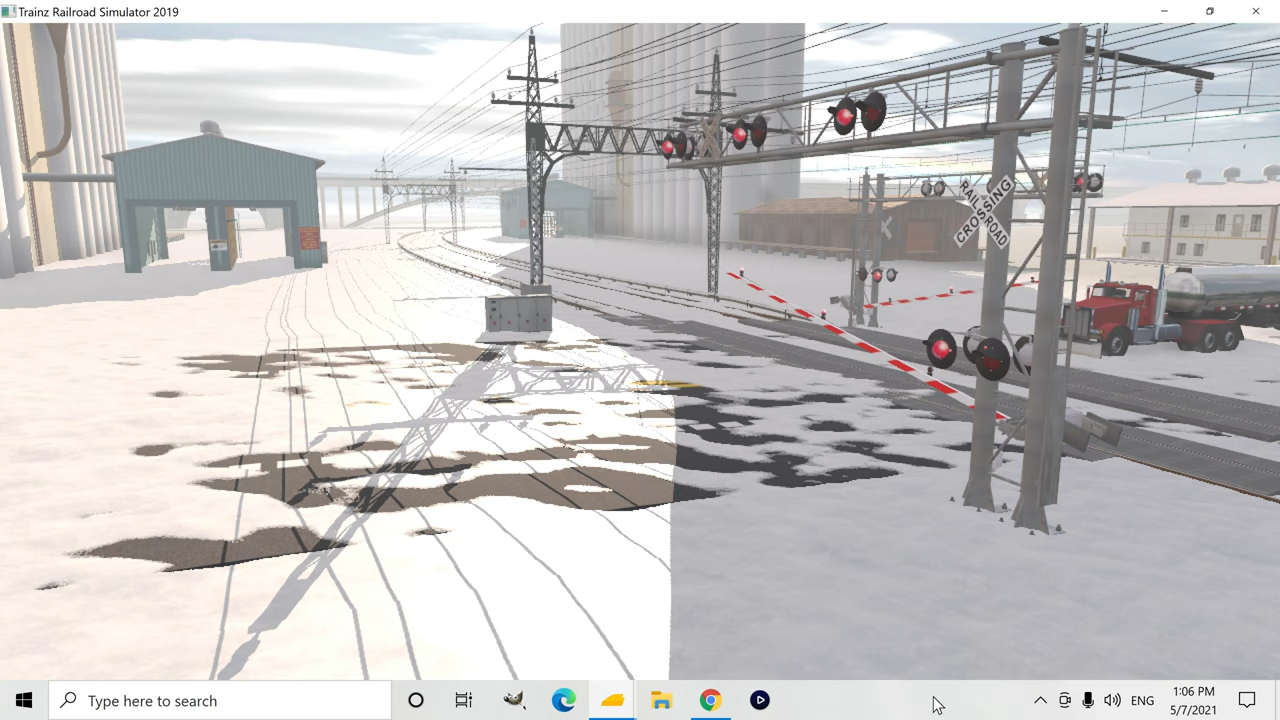 Trainz Railroad Simulator 2019
RAILROAD
CROSSING
Type here to search
ENG
1:06 PM
5/7/2021